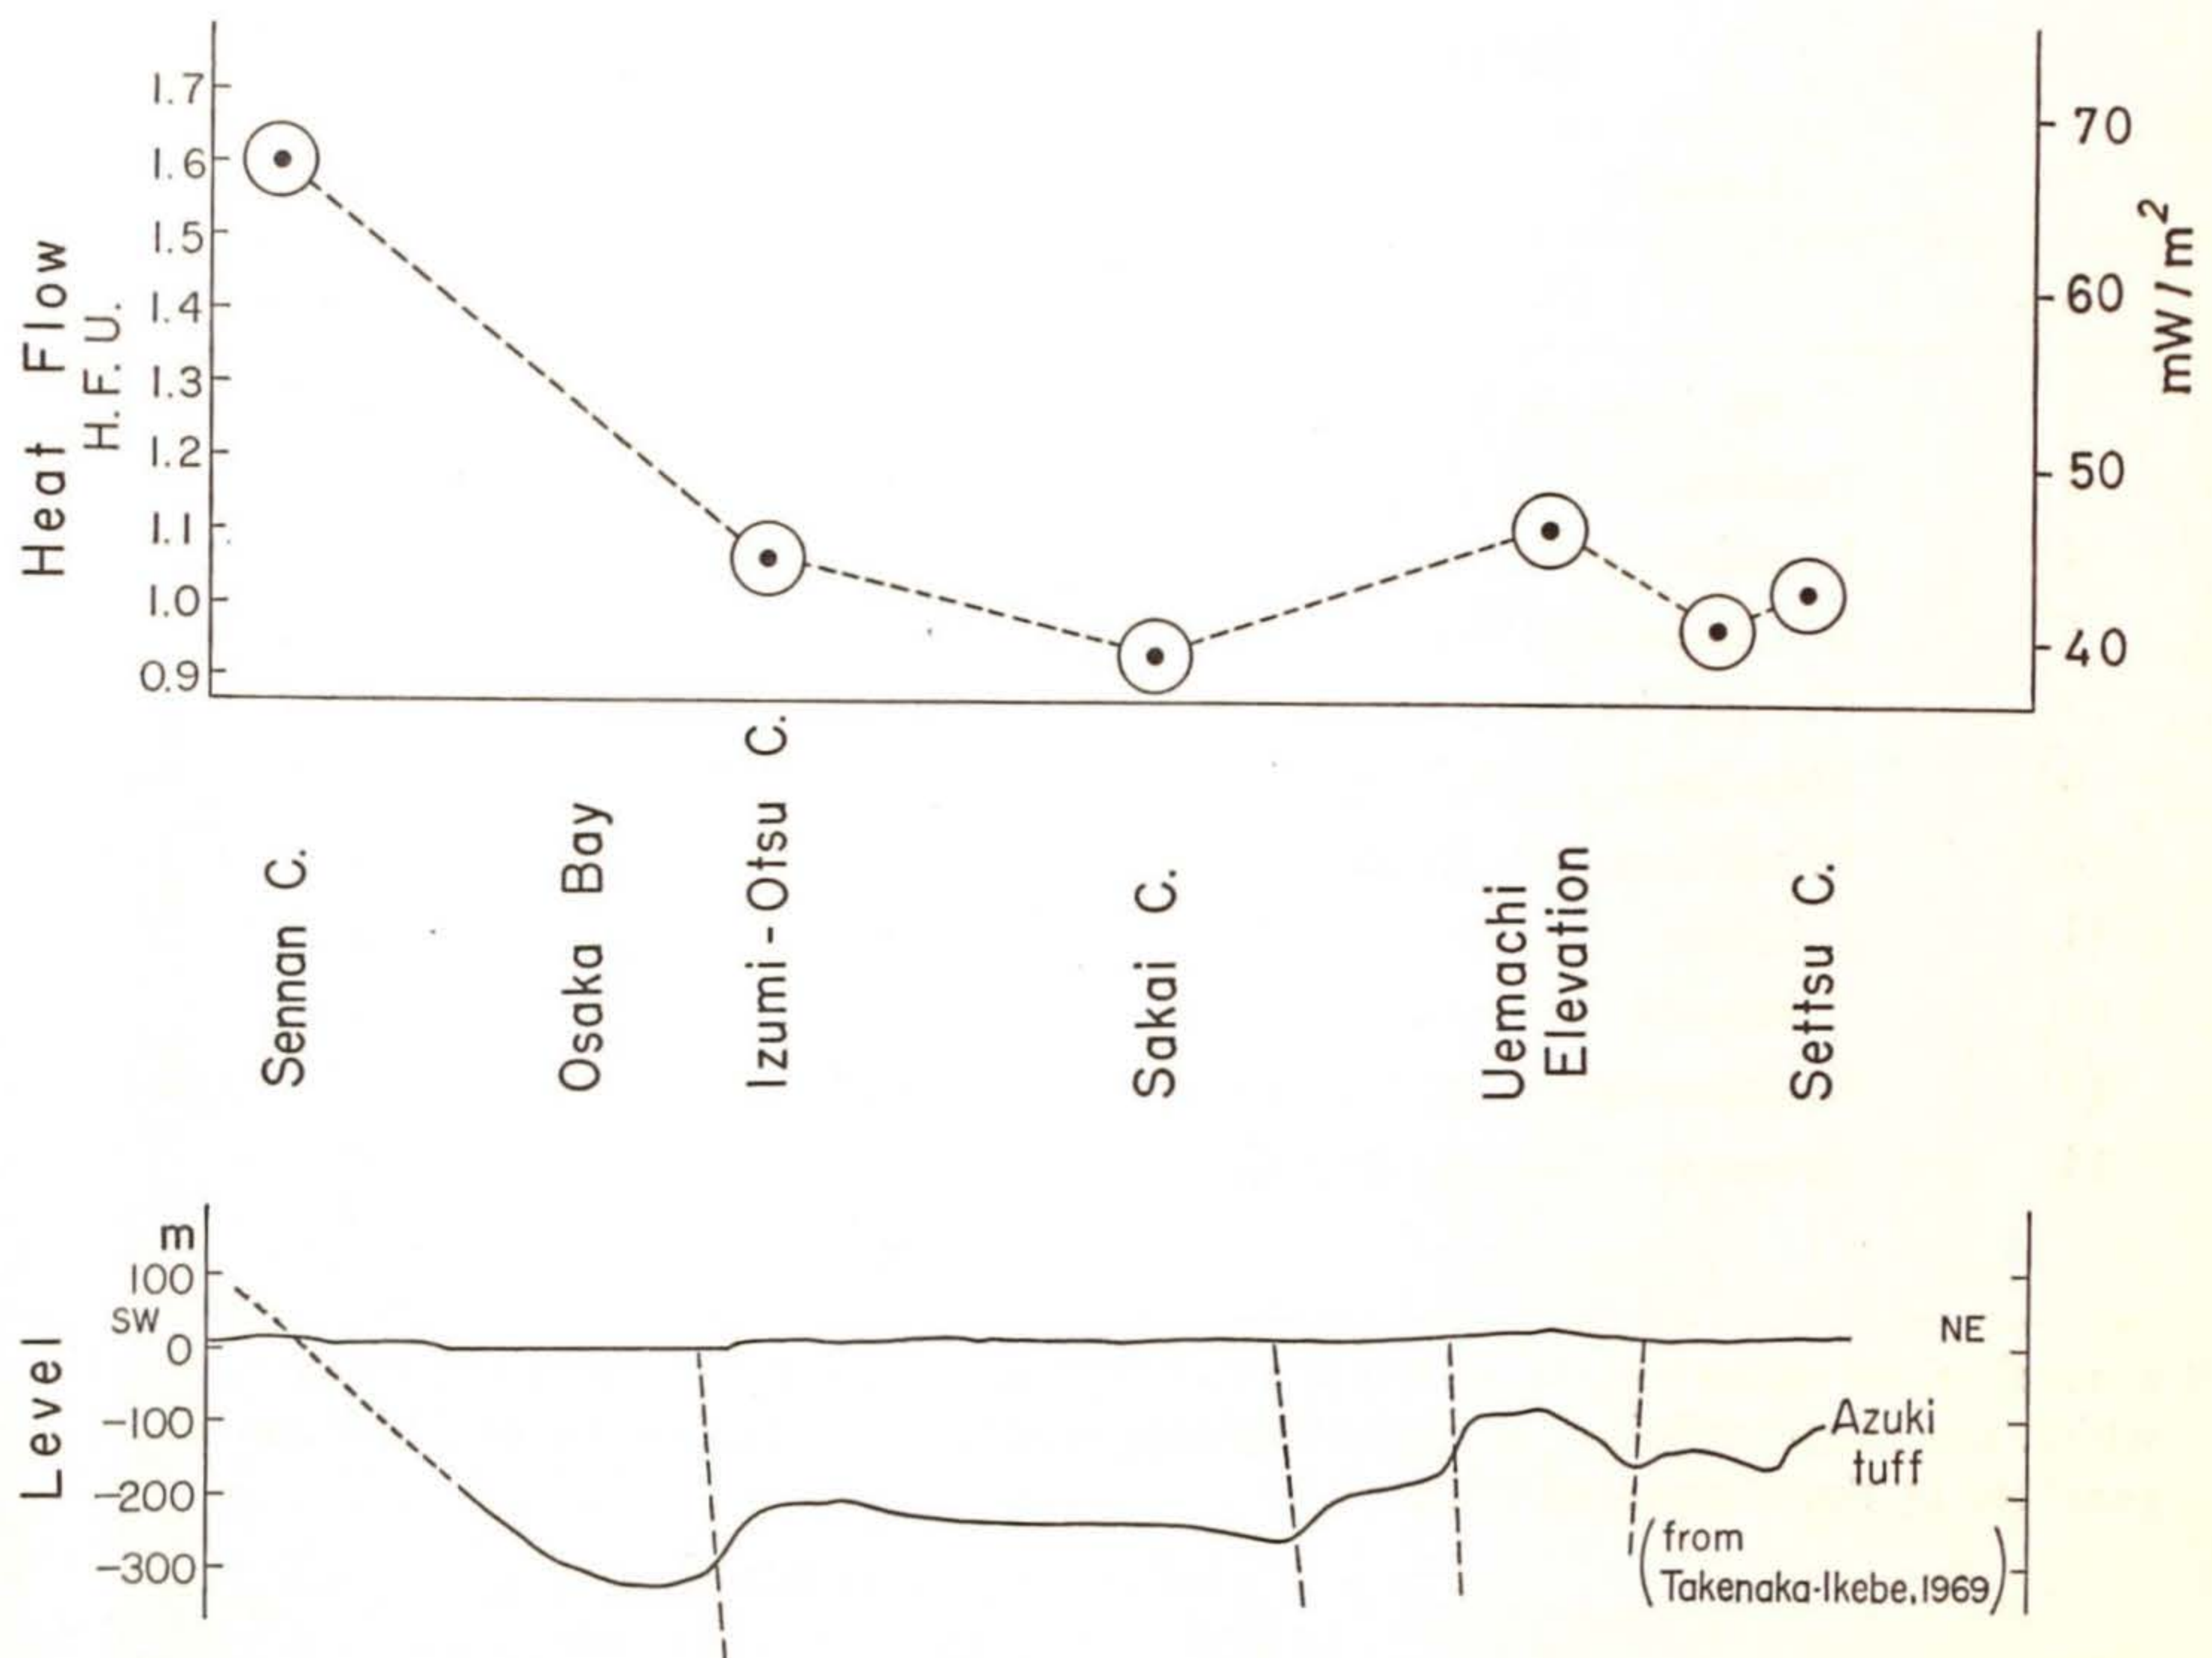 Heat Flow
H.F.U.
1.7
1.6
1.5
1.4
1.3
1.2
1.1
1.0
0.9
70
60
50
40
mW/m²
Sennan C.
Osaka Bay
Izumi-Otsu C.
Sakai C.
Uemachi
Elevation
Settsu C.
Level
m
100
SW
0
-100
-200
-300
NE
Azuki
tuff
(from
Takenaka-Ikebe, 1969)